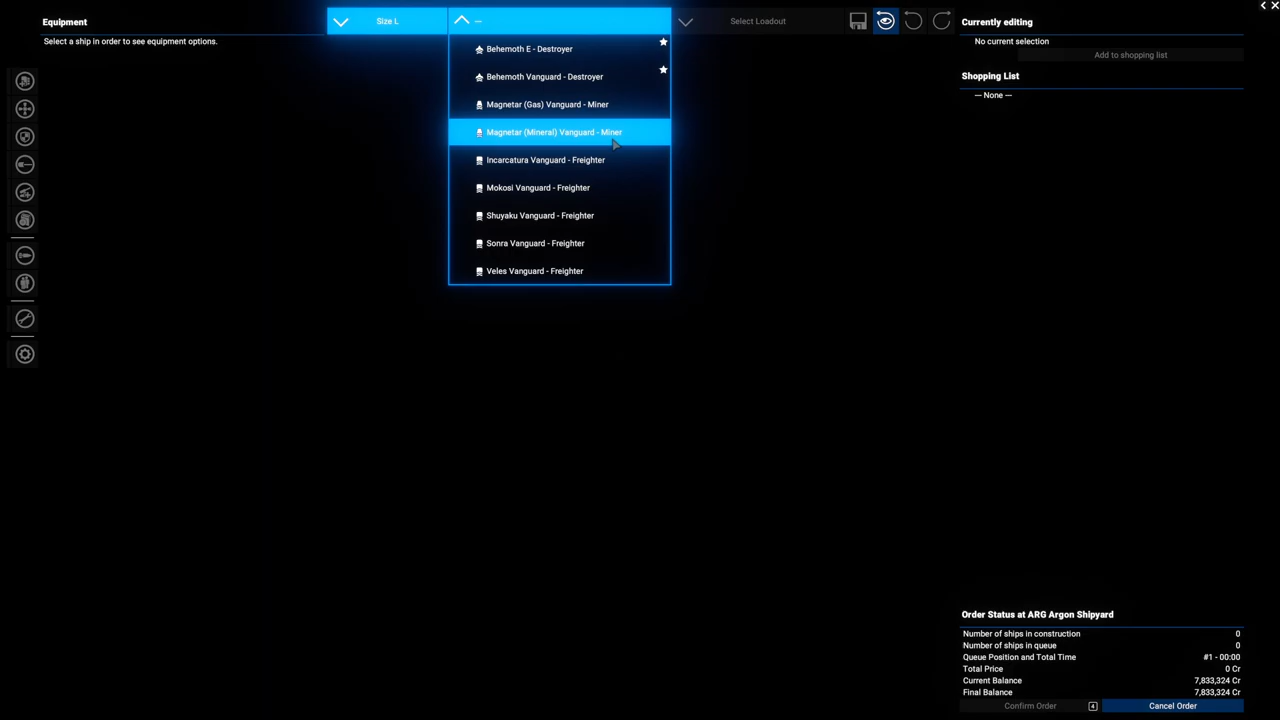 Equipment
Select a ship in order to see equipment options.
Size L
—
Select Loadout
Behemoth E - Destroyer
Behemoth Vanguard - Destroyer
Magnetar (Gas) Vanguard - Miner
Magnetar (Mineral) Vanguard - Miner
Incarcatura Vanguard - Freighter
Mokosi Vanguard - Freighter
Shuyaku Vanguard - Freighter
Sonra Vanguard - Freighter
Veles Vanguard - Freighter
Currently editing
No current selection
Add to shopping list
Shopping List
— None —
Order Status at ARG Argon Shipyard
Number of ships in construction 0
Number of ships in queue 0
Queue Position and Total Time #1 - 00:00
Total Price 0 Cr
Current Balance 7,833,324 Cr
Final Balance 7,833,324 Cr
Confirm Order 4 Cancel Order